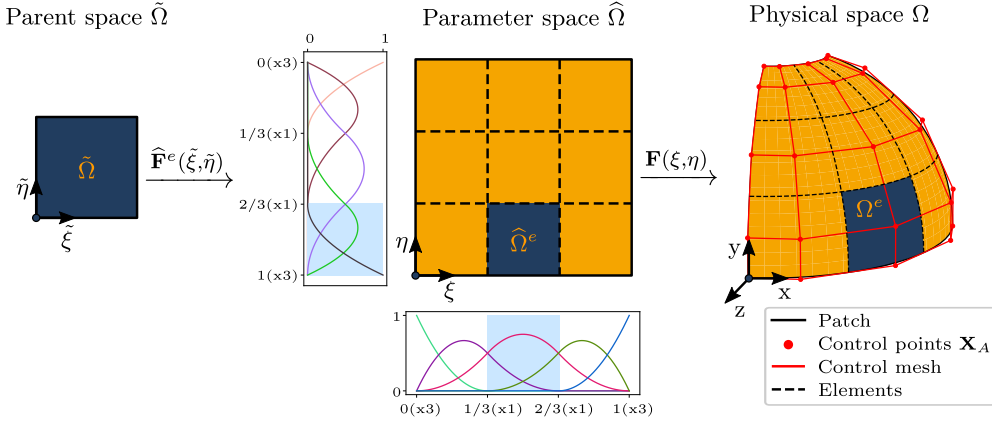 Parent space Ω̃
Parameter space Ω̂
Physical space Ω
0 1
0(x3)
1/3(x1)
2/3(x1)
1(x3)
Ω̃
η̃
ξ̃
F̂ᵉ(ξ̃,η̃)
η
ξ
Ω̂ᵉ
F(ξ,η)
Ωᵉ
y
x
z
1
0
0(x3) 1/3(x1) 2/3(x1) 1(x3)
Patch
Control points X_A
Control mesh
Elements